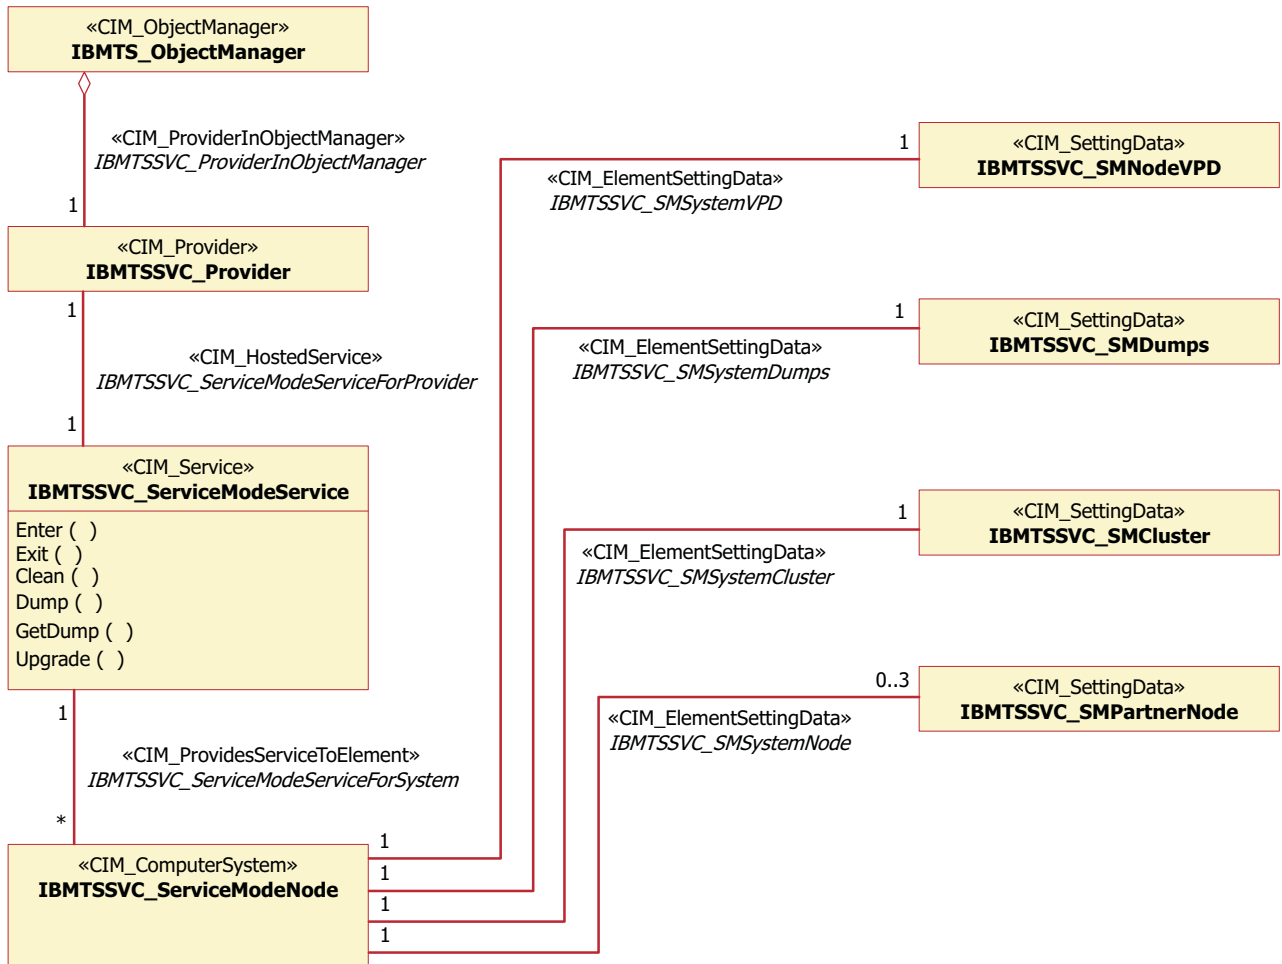 «CIM_ObjectManager»
IBMTS_ObjectManager
«CIM_ProviderInObjectManager»
IBMTSSVC_ProviderInObjectManager
1
«CIM_Provider»
IBMTSSVC_Provider
1
«CIM_HostedService»
IBMTSSVC_ServiceModeServiceForProvider
1
«CIM_Service»
IBMTSSVC_ServiceModeService
Enter ( )
Exit ( )
Clean ( )
Dump ( )
GetDump ( )
Upgrade ( )
1
«CIM_ProvidesServiceToElement»
IBMTSSVC_ServiceModeServiceForSystem
*
«CIM_ComputerSystem»
IBMTSSVC_ServiceModeNode
1
1
1
1
«CIM_ElementSettingData»
IBMTSSVC_SMSystemVPD
1
«CIM_SettingData»
IBMTSSVC_SMNodeVPD
«CIM_ElementSettingData»
IBMTSSVC_SMSystemDumps
1
«CIM_SettingData»
IBMTSSVC_SMDumps
«CIM_ElementSettingData»
IBMTSSVC_SMSystemCluster
1
«CIM_SettingData»
IBMTSSVC_SMCluster
«CIM_ElementSettingData»
IBMTSSVC_SMSystemNode
0..3
«CIM_SettingData»
IBMTSSVC_SMPartnerNode